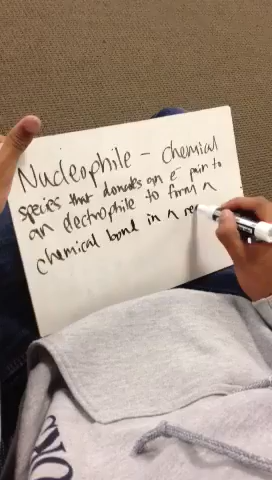 Nucleophile – chemical
species that donates an e⁻ pair to
an electrophile to form a
chemical bond in a re